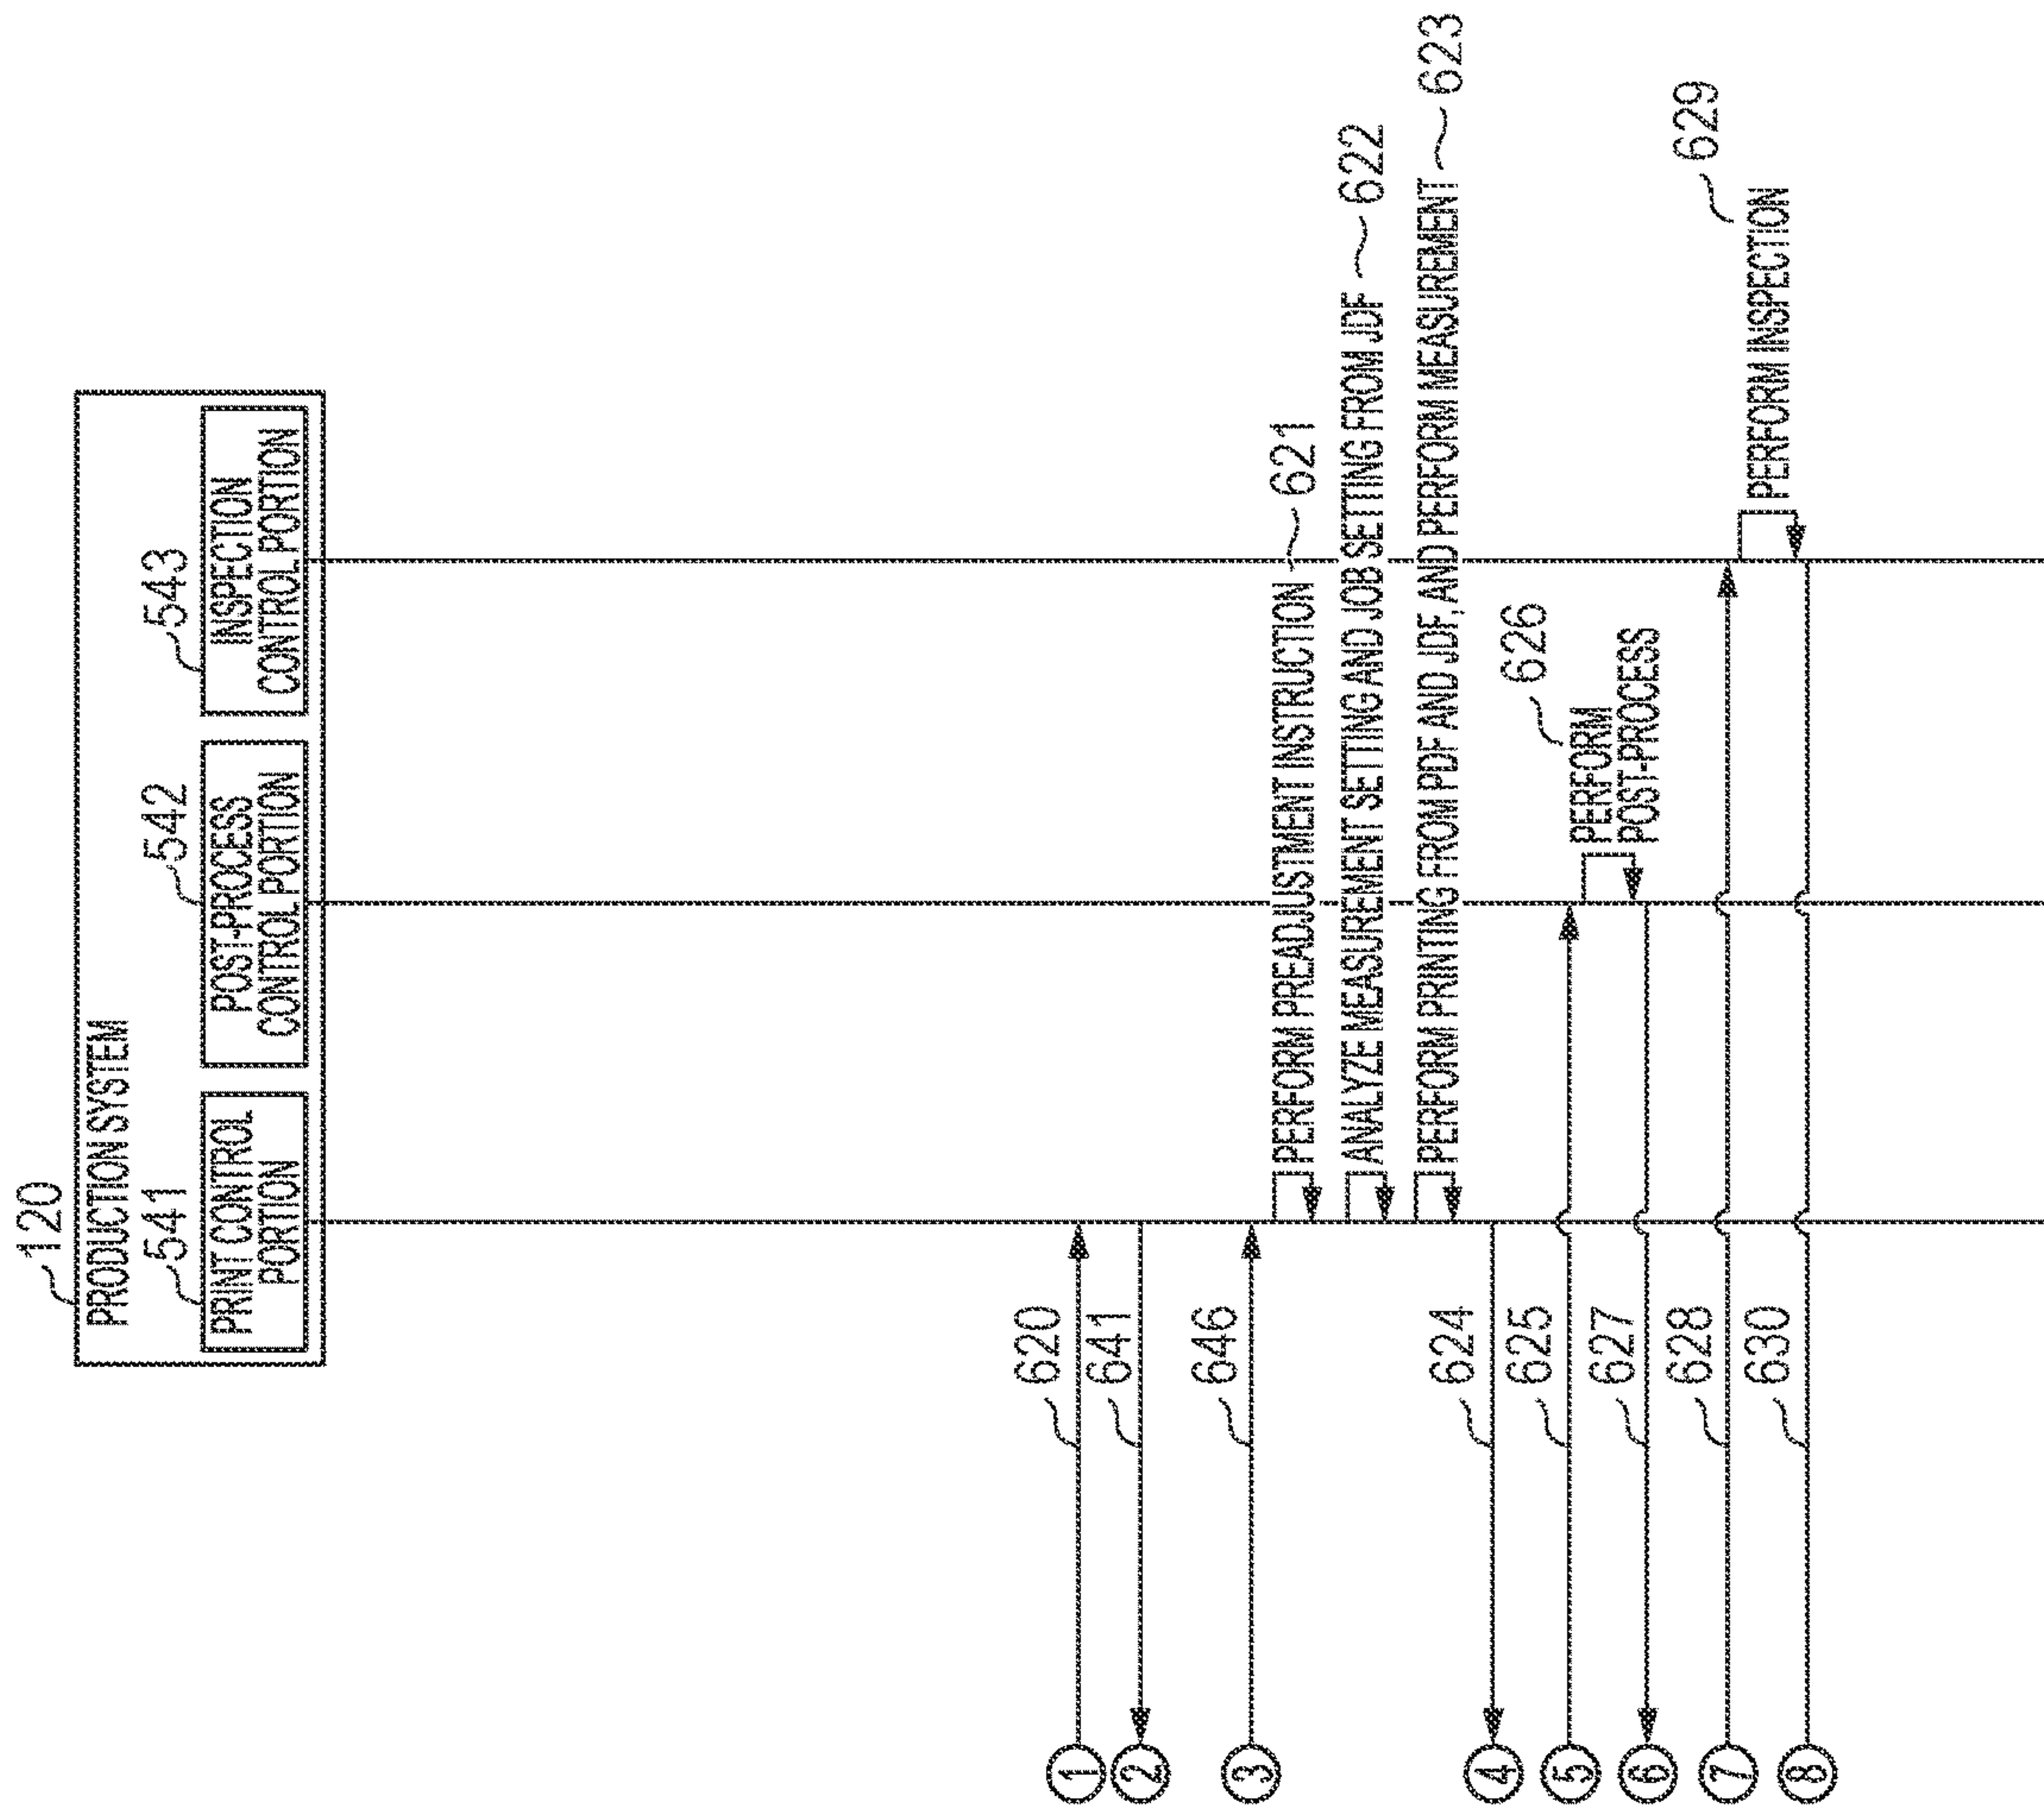 120
PRODUCTION SYSTEM
541
PRINT CONTROL
PORTION
542
POST-PROCESS
CONTROL PORTION
543
INSPECTION
CONTROL PORTION
1
620
2
641
3
646
PERFORM PREADJUSTMENT INSTRUCTION
621
ANALYZE MEASUREMENT SETTING AND JOB SETTING FROM JDF
622
PERFORM PRINTING FROM PDF AND JDF, AND PERFORM MEASUREMENT
623
4
624
5
625
626
PERFORM
POST-PROCESS
6
627
7
628
629
PERFORM INSPECTION
8
630